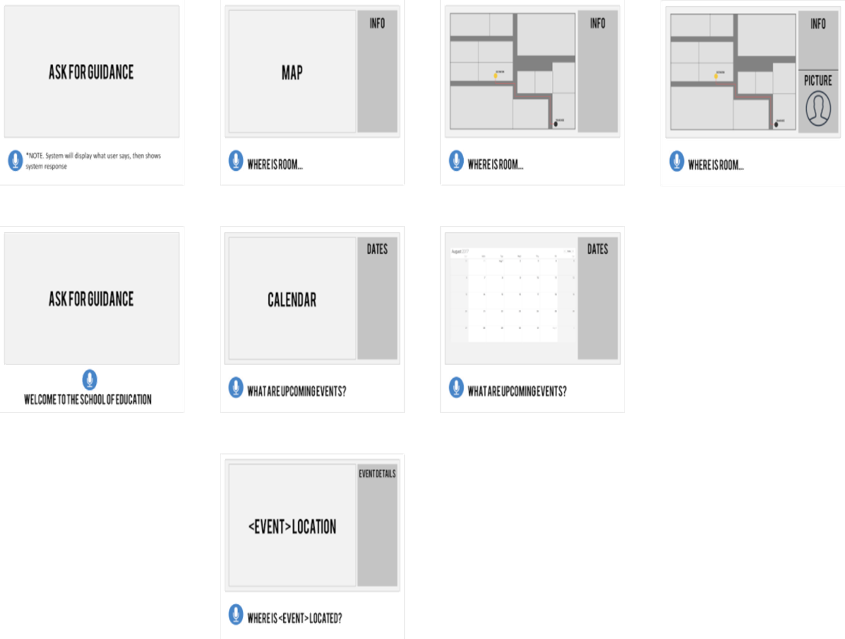 ASK FOR GUIDANCE
*NOTE. System will display what user says, then shows
system response
MAP
INFO
WHERE IS ROOM...
INFO
WHERE IS ROOM...
INFO
PICTURE
WHERE IS ROOM...
ASK FOR GUIDANCE
WELCOME TO THE SCHOOL OF EDUCATION
CALENDAR
DATES
WHAT ARE UPCOMING EVENTS?
DATES
August
WHAT ARE UPCOMING EVENTS?
<EVENT> LOCATION
EVENT DETAILS
WHERE IS <EVENT> LOCATED?